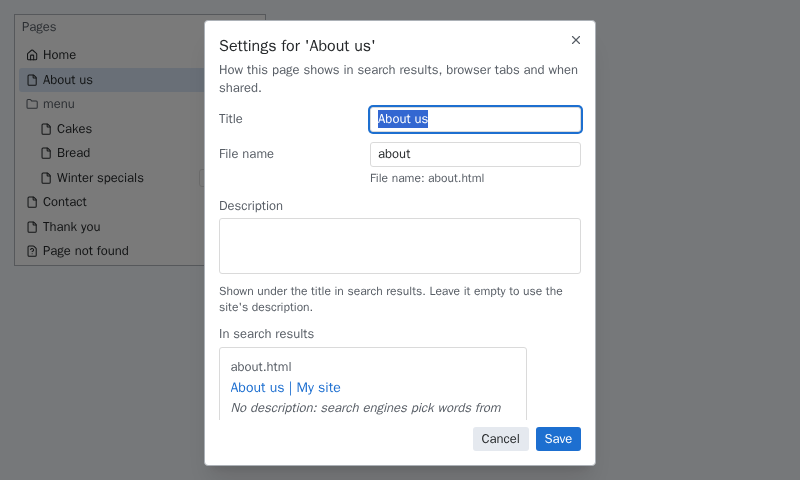 Pages
Home
About us
menu
Cakes
Bread
Winter specials
Contact
Thank you
Page not found
Settings for 'About us'
How this page shows in search results, browser tabs and when
shared.
Title
About us
File name
about
File name: about.html
Description
Shown under the title in search results. Leave it empty to use the
site's description.
In search results
about.html
About us | My site
No description: search engines pick words from
Cancel
Save